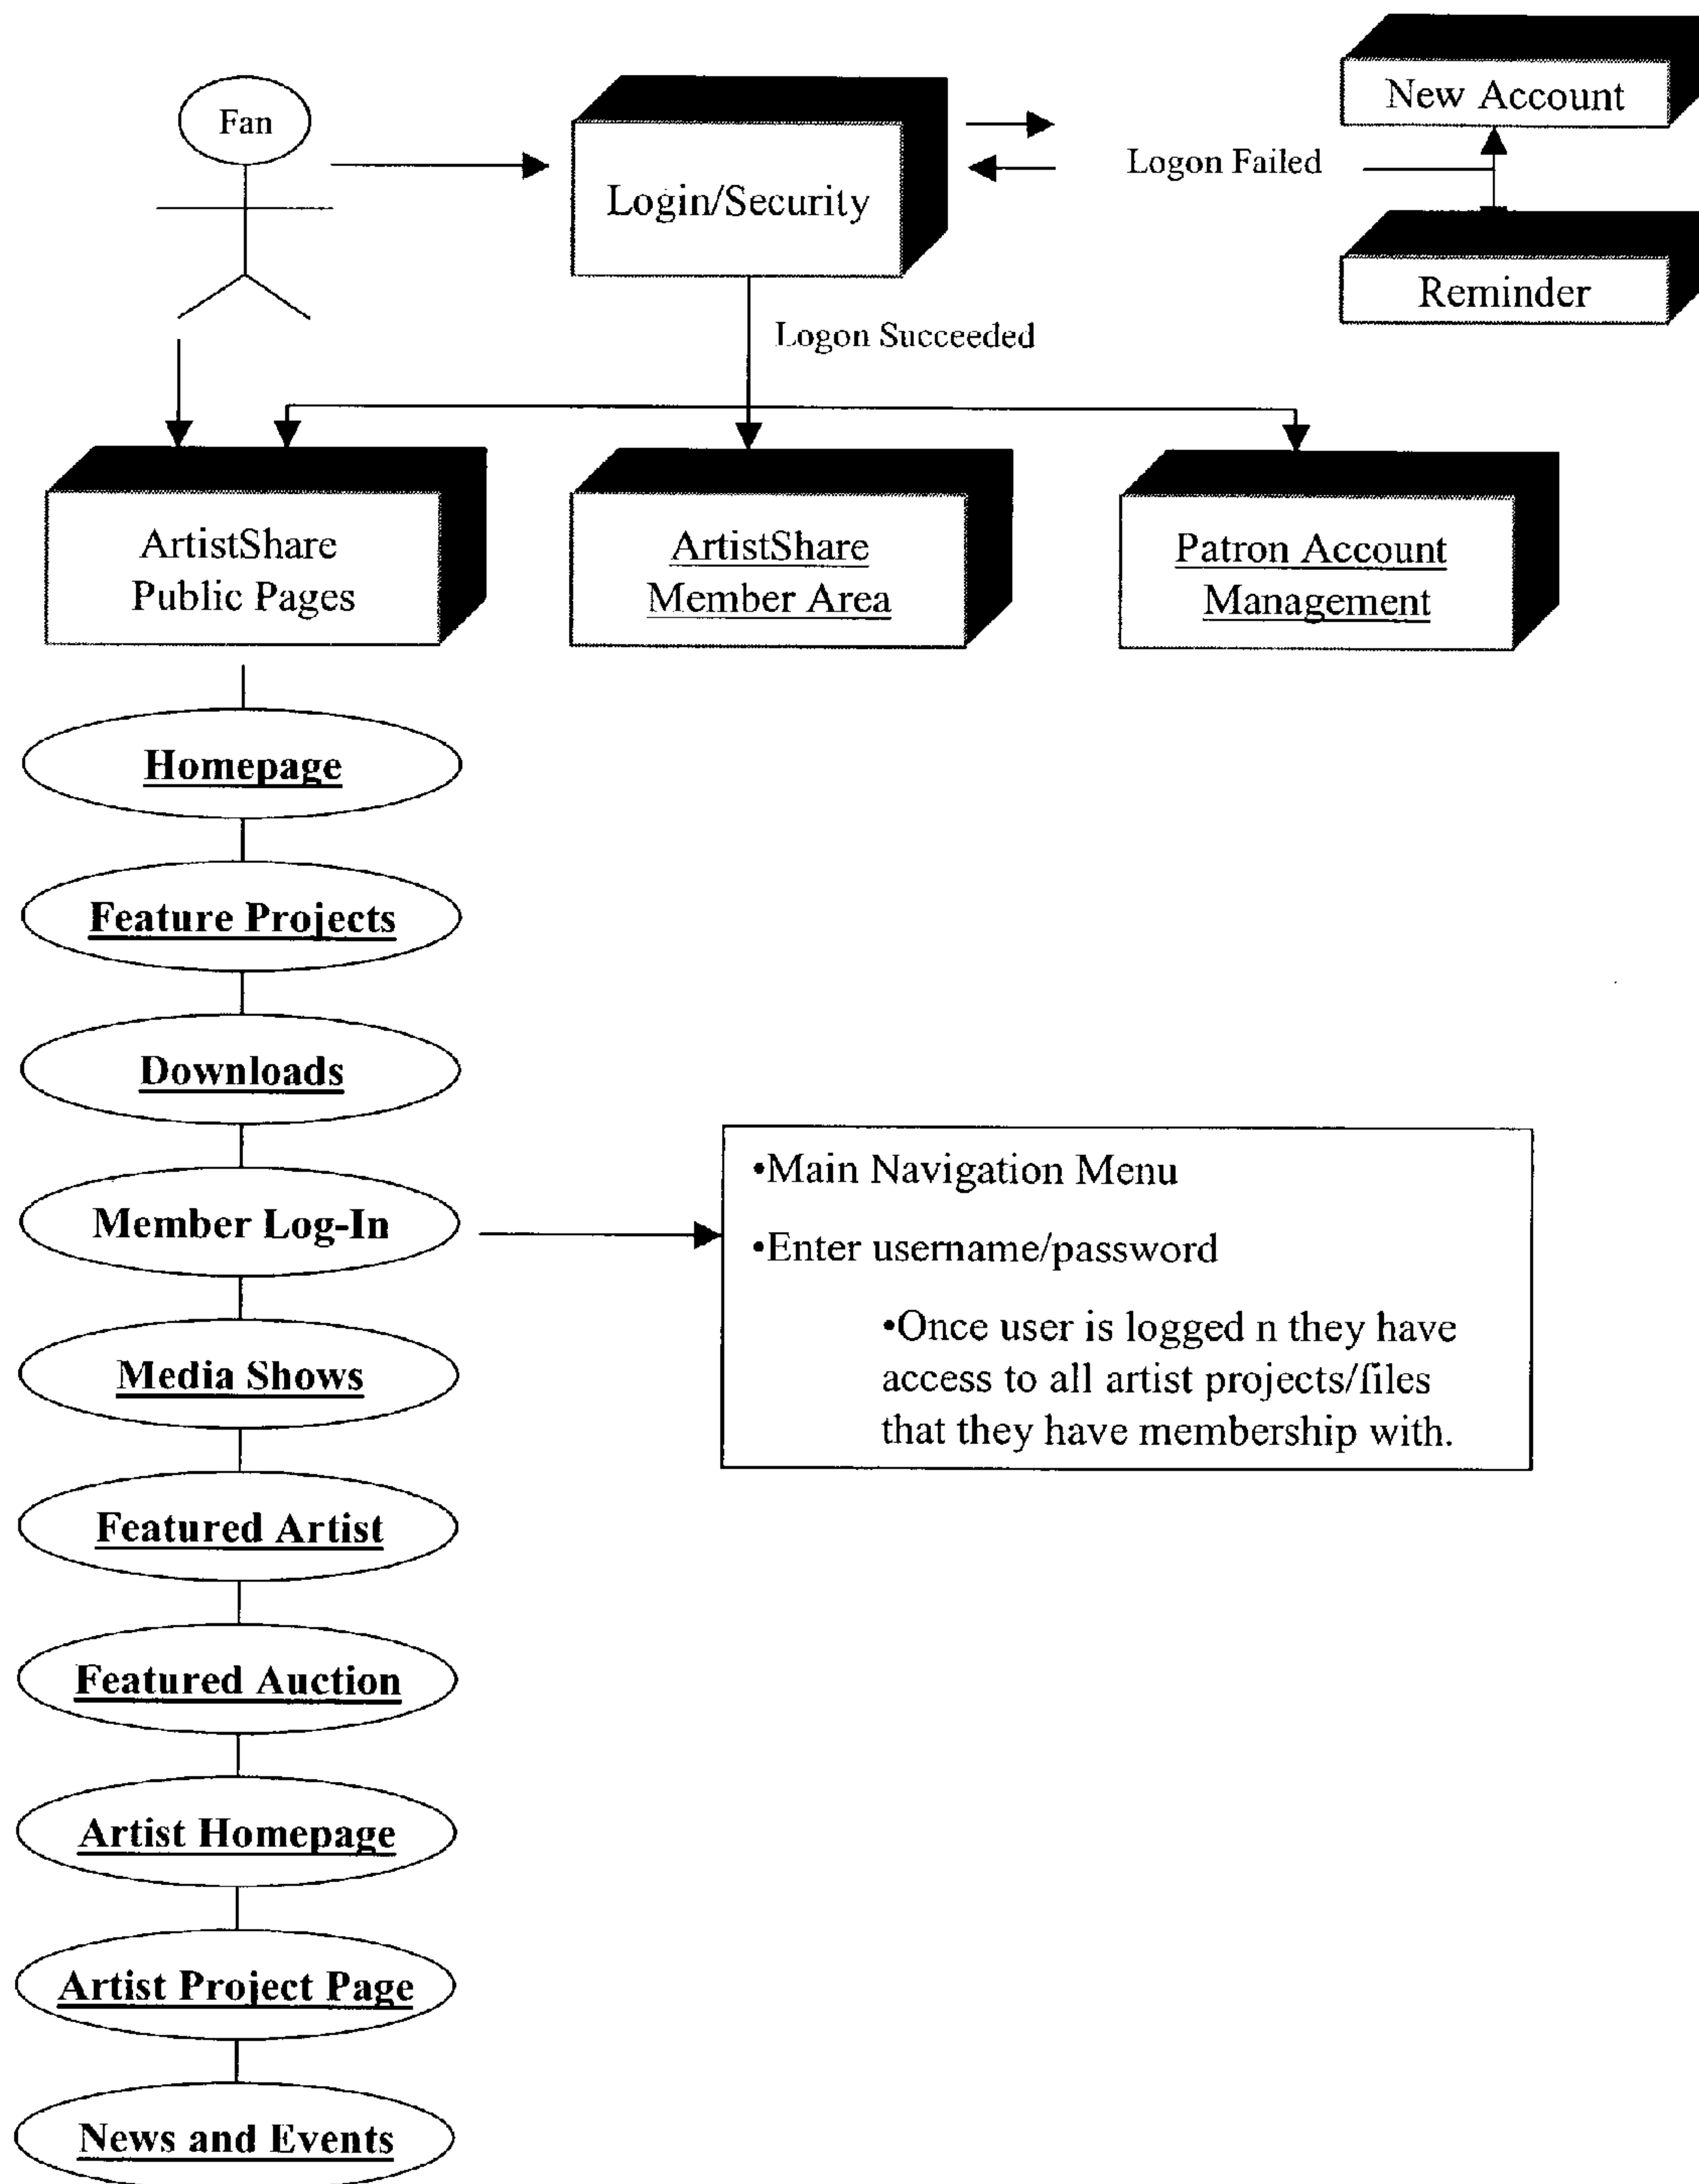 Fan
Login/Security
Logon Failed
New Account
Reminder
Logon Succeeded
ArtistShare
Public Pages
ArtistShare
Member Area
Patron Account
Management
Homepage
Feature Projects
Downloads
Member Log-In
•Main Navigation Menu
•Enter username/password
•Once user is logged n they have
access to all artist projects/files
that they have membership with.
Media Shows
Featured Artist
Featured Auction
Artist Homepage
Artist Project Page
News and Events